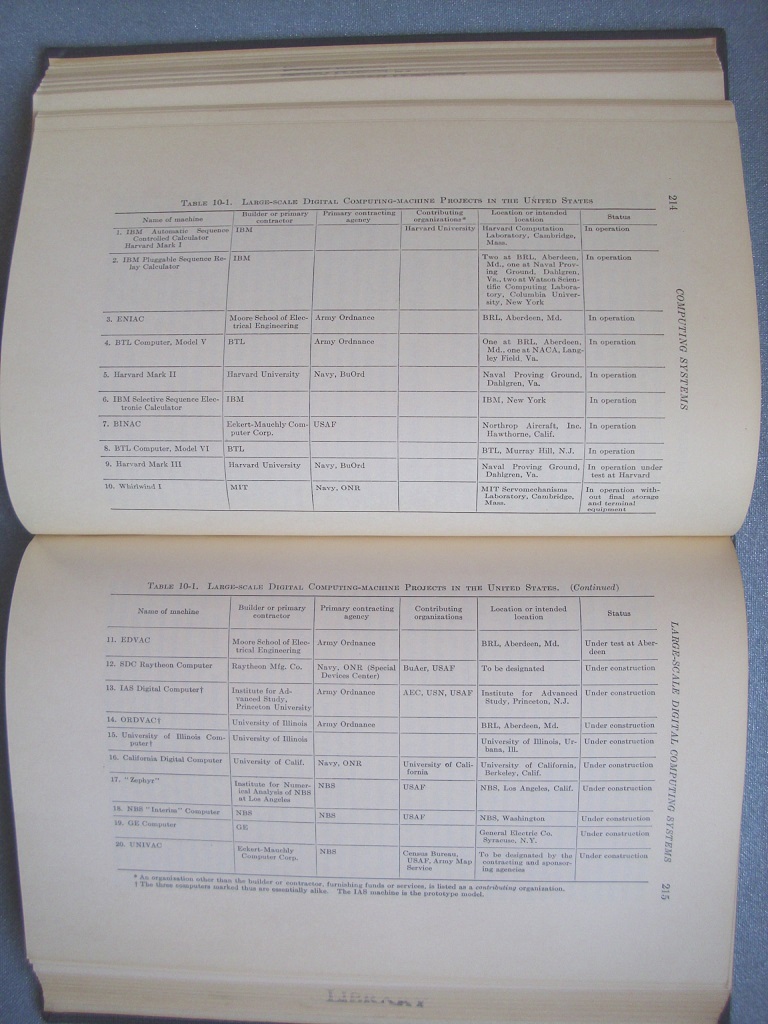 TABLE 10-1. LARGE-SCALE DIGITAL COMPUTING-MACHINE PROJECTS IN THE UNITED STATES
214
COMPUTING SYSTEMS
Name of machine
Builder or primary contractor
Primary contracting agency
Contributing organizations*
Location or intended location
Status
1. IBM Automatic Sequence Controlled Calculator Harvard Mark I
IBM
Harvard University
Harvard Computation Laboratory, Cambridge, Mass.
In operation
2. IBM Pluggable Sequence Relay Calculator
IBM
Two at BRL, Aberdeen, Md., one at Naval Proving Ground, Dahlgren, Va., two at Watson Scientific Computing Laboratory, Columbia University, New York
In operation
3. ENIAC
Moore School of Electrical Engineering
Army Ordnance
BRL, Aberdeen, Md.
In operation
4. BTL Computer, Model V
BTL
Army Ordnance
One at BRL, Aberdeen, Md., one at NACA, Langley Field, Va.
In operation
5. Harvard Mark II
Harvard University
Navy, BuOrd
Naval Proving Ground, Dahlgren, Va.
In operation
6. IBM Selective Sequence Electronic Calculator
IBM
IBM, New York
In operation
7. BINAC
Eckert-Mauchly Computer Corp.
USAF
Northrop Aircraft, Inc. Hawthorne, Calif.
In operation
8. BTL Computer, Model VI
BTL
BTL, Murray Hill, N.J.
In operation
9. Harvard Mark III
Harvard University
Navy, BuOrd
Naval Proving Ground, Dahlgren, Va.
In operation under test at Harvard
10. Whirlwind I
MIT
Navy, ONR
MIT Servomechanisms Laboratory, Cambridge, Mass.
In operation without final storage and terminal equipment
TABLE 10-1. LARGE-SCALE DIGITAL COMPUTING-MACHINE PROJECTS IN THE UNITED STATES. (Continued)
LARGE-SCALE DIGITAL COMPUTING SYSTEMS
215
Name of machine
Builder or primary contractor
Primary contracting agency
Contributing organizations
Location or intended location
Status
11. EDVAC
Moore School of Electrical Engineering
Army Ordnance
BRL, Aberdeen, Md.
Under test at Aberdeen
12. SDC Raytheon Computer
Raytheon Mfg. Co.
Navy, ONR (Special Devices Center)
BuAer, USAF
To be designated
Under construction
13. IAS Digital Computer†
Institute for Advanced Study, Princeton University
Army Ordnance
AEC, USN, USAF
Institute for Advanced Study, Princeton, N.J.
Under construction
14. ORDVAC†
University of Illinois
Army Ordnance
BRL, Aberdeen, Md.
Under construction
15. University of Illinois Computer†
University of Illinois
University of Illinois, Urbana, Ill.
Under construction
16. California Digital Computer
University of Calif.
Navy, ONR
University of California
University of California, Berkeley, Calif.
Under construction
17. "Zephyr"
Institute for Numerical Analysis of NBS at Los Angeles
NBS
USAF
NBS, Los Angeles, Calif.
Under construction
18. NBS "Interim" Computer
NBS
NBS
USAF
NBS, Washington
Under construction
19. GE Computer
GE
General Electric Co. Syracuse, N.Y.
Under construction
20. UNIVAC
Eckert-Mauchly Computer Corp.
NBS
Census Bureau, USAF, Army Map Service
To be designated by the contracting and sponsoring agencies
Under construction
* An organization other than the builder or contractor, furnishing funds or services, is listed as a contributing organization.
† The three computers marked thus are essentially alike. The IAS machine is the prototype model.
LIBRARY